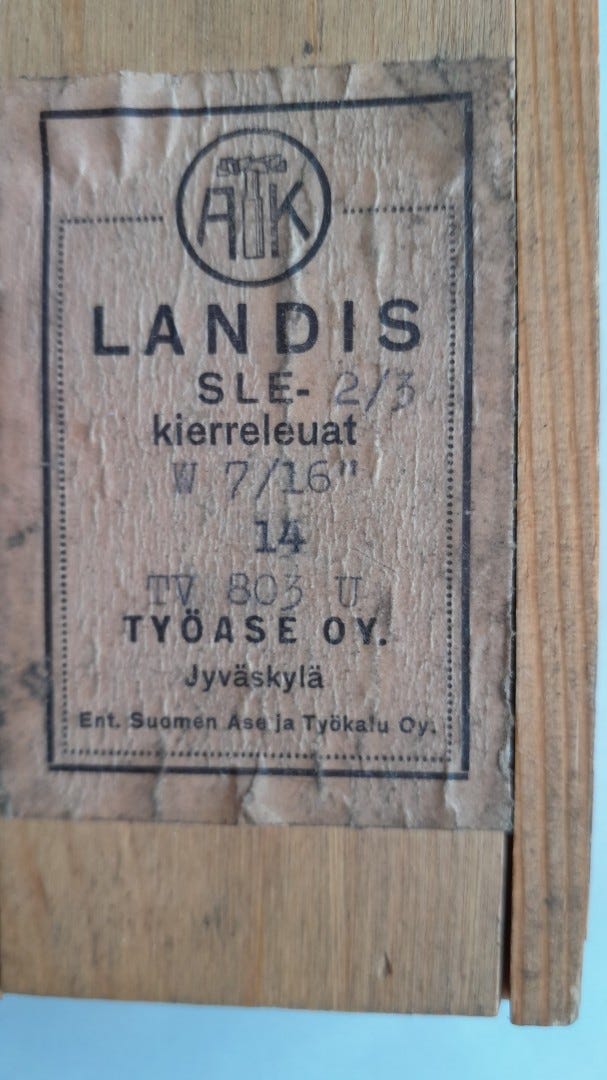 ATK
LANDIS
SLE- 2/3
kierreleuat
W 7/16"
14
TV 803 U
TYÖASE OY.
Jyväskylä
Ent. Suomen Ase ja Työkalu Oy.